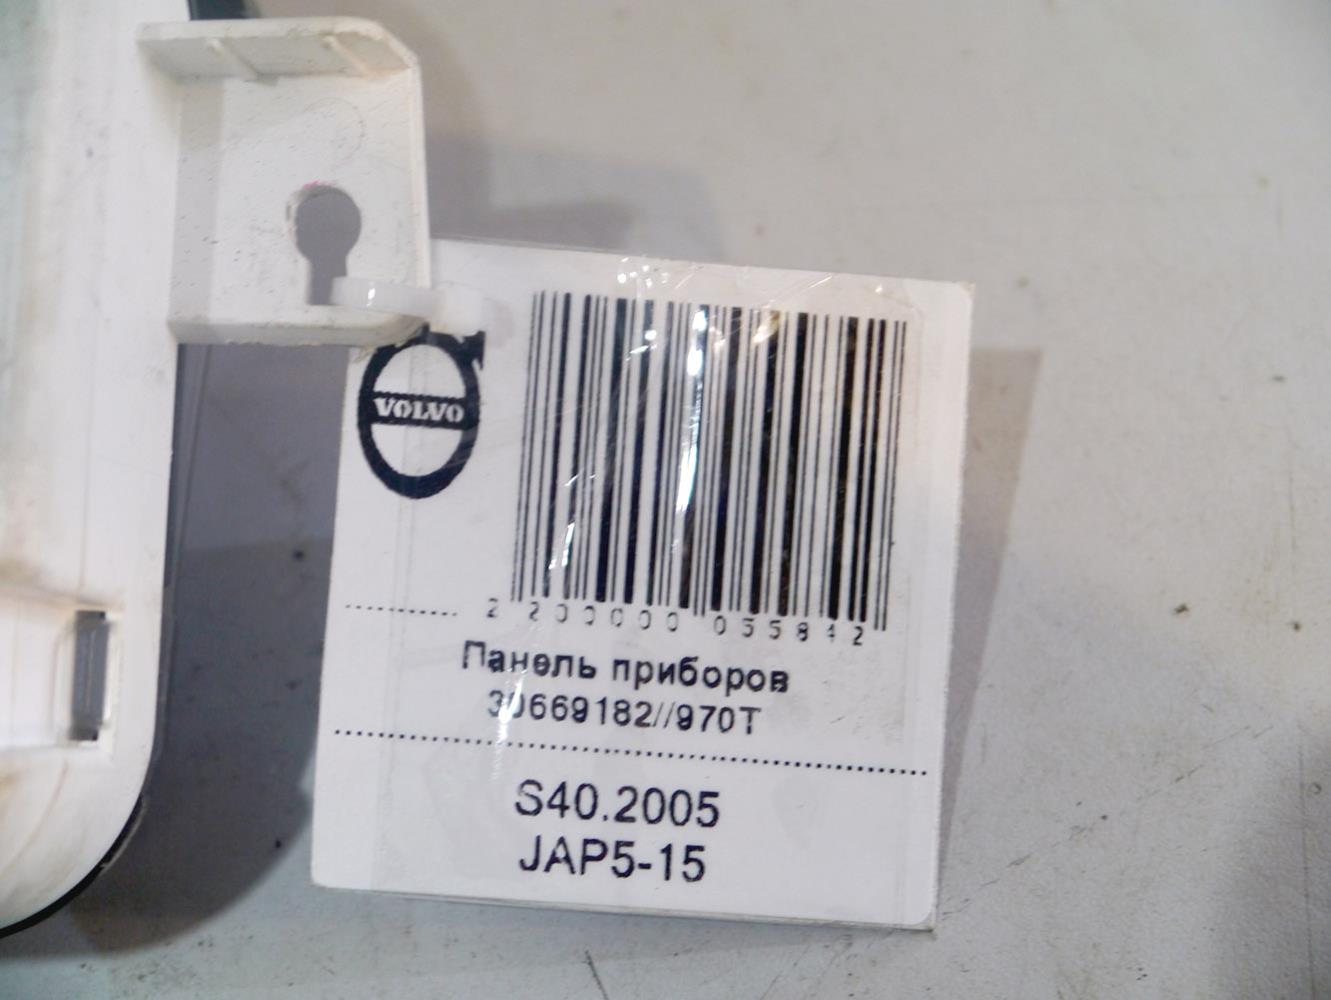 VOLVO
2 200000 055842
Панель приборов
30669182//970T
S40.2005
JAP5-15